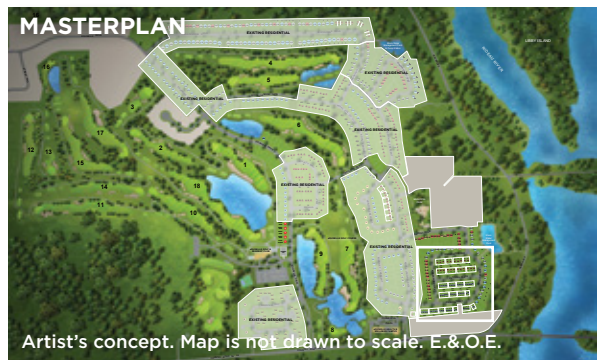 MASTERPLAN
EXISTING RESIDENTIAL
EXISTING RESIDENTIAL
EXISTING RESIDENTIAL
EXISTING RESIDENTIAL
EXISTING RESIDENTIAL
EXISTING RESIDENTIAL
EXISTING RESIDENTIAL
16
4
5
3
6
17
2
12
13
15
1
14
18
11
10
9
7
8
Artist's concept. Map is not drawn to scale. E.&O.E.